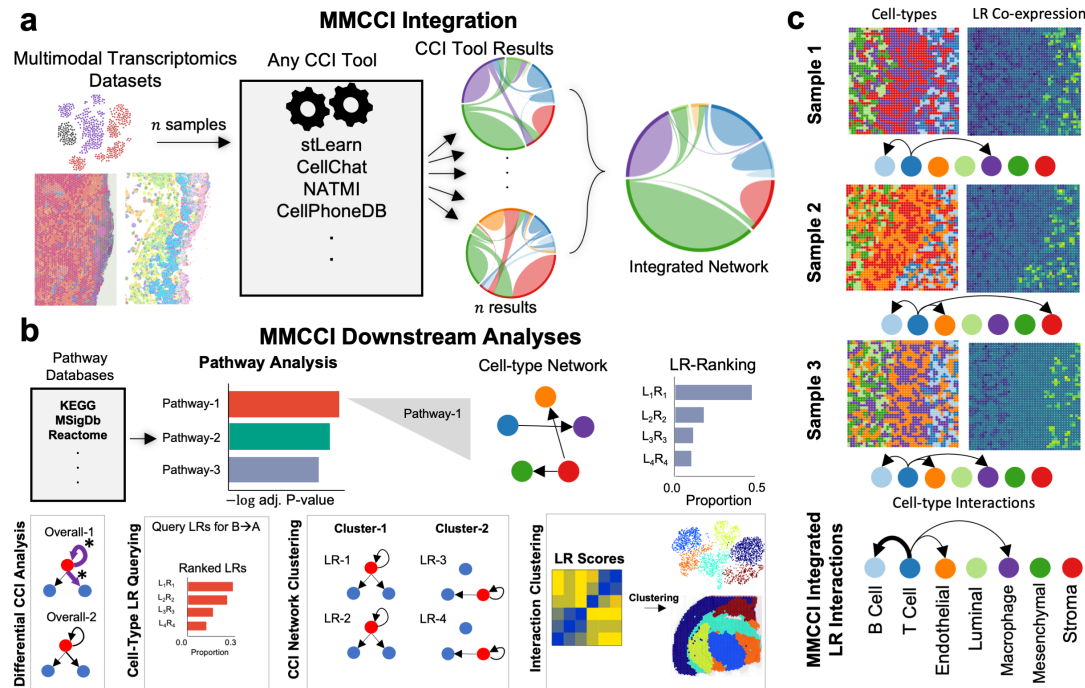 a
MMCCI Integration
Multimodal Transcriptomics
Datasets
n samples
Any CCI Tool
stLearn
CellChat
NATMI
CellPhoneDB
.
.
.
CCI Tool Results
.
.
.
n results
Integrated Network
b
MMCCI Downstream Analyses
Pathway
Databases
KEGG
MSigDb
Reactome
.
.
.
Pathway Analysis
Pathway-1
Pathway-2
Pathway-3
−log adj. P-value
Pathway-1
Cell-type Network
LR-Ranking
L₁R₁
L₂R₂
L₃R₃
L₄R₄
0.5
Proportion
Differential CCI Analysis
Overall-1
*
*
Overall-2
Cell-Type LR Querying
Query LRs for B→A
Ranked LRs
L₁R₁
L₂R₂
L₃R₃
L₄R₄
0.3
Proportion
CCI Network Clustering
Cluster-1
Cluster-2
LR-1
LR-3
LR-2
LR-4
Interaction Clustering
LR Scores
Clustering
c
Cell-types
LR Co-expression
Sample 1
Sample 2
Sample 3
Cell-type Interactions
MMCCI Integrated
LR Interactions
B Cell
T Cell
Endothelial
Luminal
Macrophage
Mesenchymal
Stroma